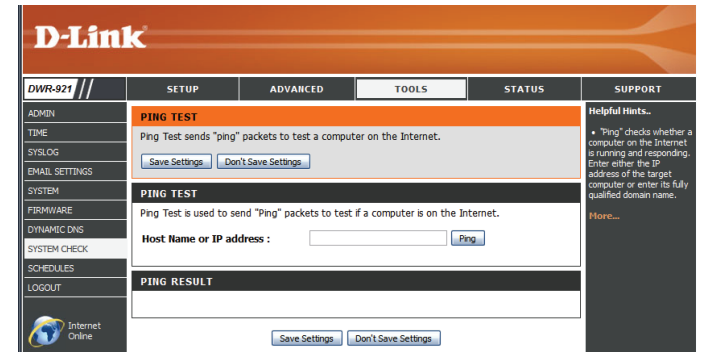 D-Link
DWR-921
SETUP
ADVANCED
TOOLS
STATUS
SUPPORT
ADMIN
TIME
SYSLOG
EMAIL SETTINGS
SYSTEM
FIRMWARE
DYNAMIC DNS
SYSTEM CHECK
SCHEDULES
LOGOUT
Internet
Online
PING TEST
Ping Test sends "ping" packets to test a computer on the Internet.
Save Settings
Don't Save Settings
PING TEST
Ping Test is used to send "Ping" packets to test if a computer is on the Internet.
Host Name or IP address :
Ping
PING RESULT
Save Settings
Don't Save Settings
Helpful Hints..
• "Ping" checks whether a
computer on the Internet
is running and responding.
Enter either the IP
address of the target
computer or enter its fully
qualified domain name.
More...